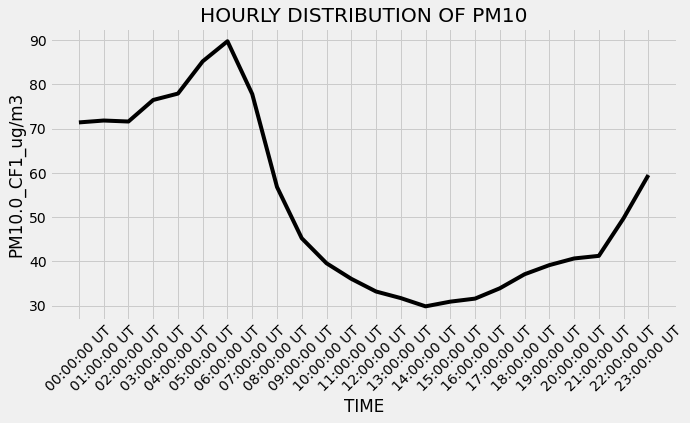 HOURLY DISTRIBUTION OF PM10
PM10.0_CF1_ug/m3
90
80
70
60
50
40
30
00:00:00 UT
01:00:00 UT
02:00:00 UT
03:00:00 UT
04:00:00 UT
05:00:00 UT
06:00:00 UT
07:00:00 UT
08:00:00 UT
09:00:00 UT
10:00:00 UT
11:00:00 UT
12:00:00 UT
13:00:00 UT
14:00:00 UT
15:00:00 UT
16:00:00 UT
17:00:00 UT
18:00:00 UT
19:00:00 UT
20:00:00 UT
21:00:00 UT
22:00:00 UT
23:00:00 UT
TIME